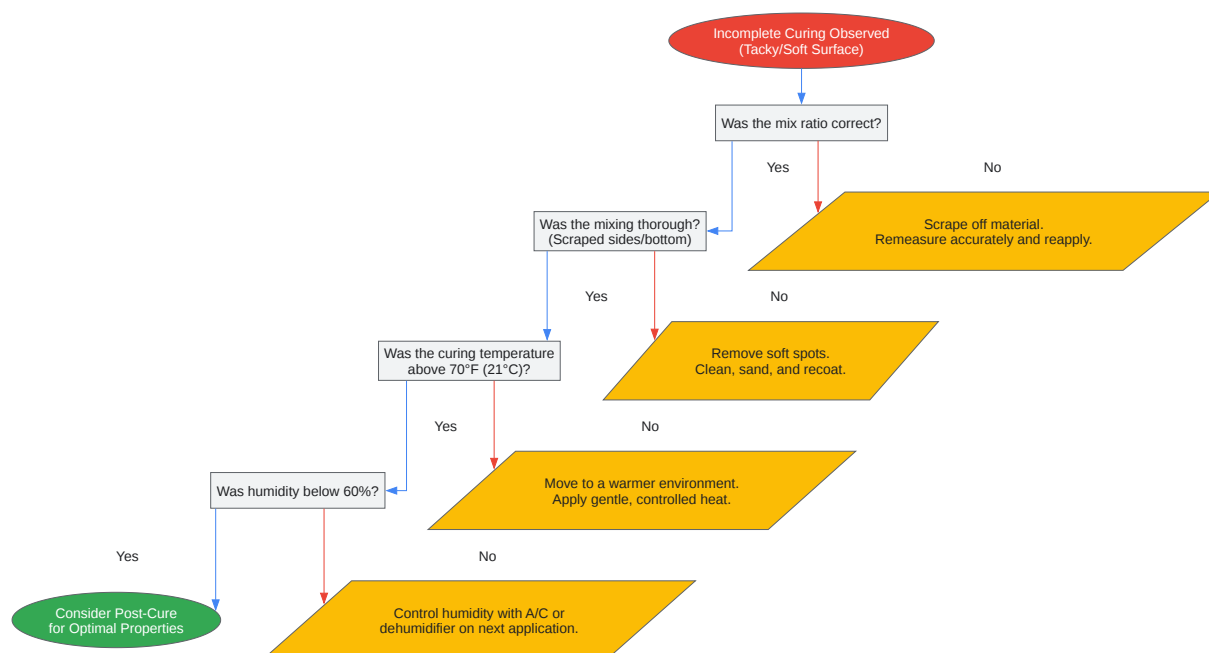 Incomplete Curing Observed
(Tacky/Soft Surface)
Was the mix ratio correct?
Yes
No
Scrape off material.
Remeasure accurately and reapply.
Was the mixing thorough?
(Scraped sides/bottom)
Yes
No
Remove soft spots.
Clean, sand, and recoat.
Was the curing temperature
above 70°F (21°C)?
Yes
No
Move to a warmer environment.
Apply gentle, controlled heat.
Was humidity below 60%?
Yes
No
Consider Post-Cure
for Optimal Properties
Control humidity with A/C or
dehumidifier on next application.